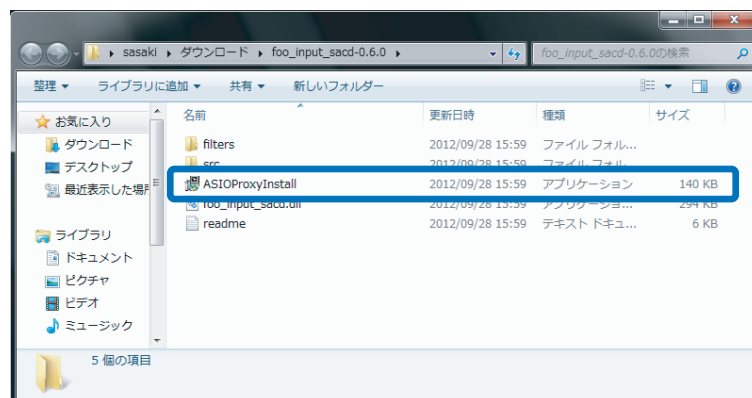 sasaki ▸ ダウンロード ▸ foo_input_sacd-0.6.0 ▸
foo_input_sacd-0.6.0の検索
整理 ▼ ライブラリに追加 ▼ 共有 ▼ 新しいフォルダー
お気に入り
ダウンロード
デスクトップ
最近表示した場所
ライブラリ
ドキュメント
ピクチャ
ビデオ
ミュージック
名前 更新日時 種類 サイズ
filters 2012/09/28 15:59 ファイル フォル...
src 2012/09/28 15:59 ファイル フォル...
ASIOProxyInstall 2012/09/28 15:59 アプリケーション 140 KB
foo_input_sacd.dll 2012/09/28 15:59 アプリケーショ... 294 KB
readme 2012/09/28 15:59 テキスト ドキュ... 6 KB
5 個の項目